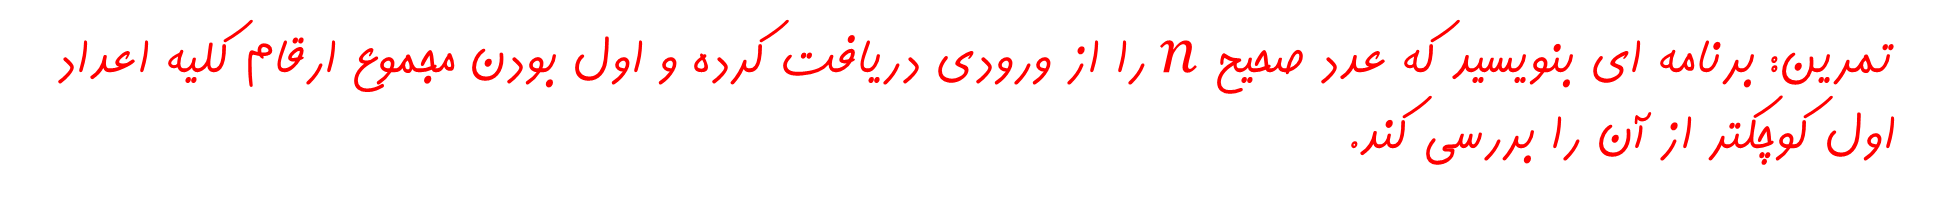 تمرین: برنامه ای بنویسید که عدد صحیح n را از ورودی دریافت کرده و اول بودن مجموع ارقام کلیه اعداد
اول کوچکتر از آن را بررسی کند.